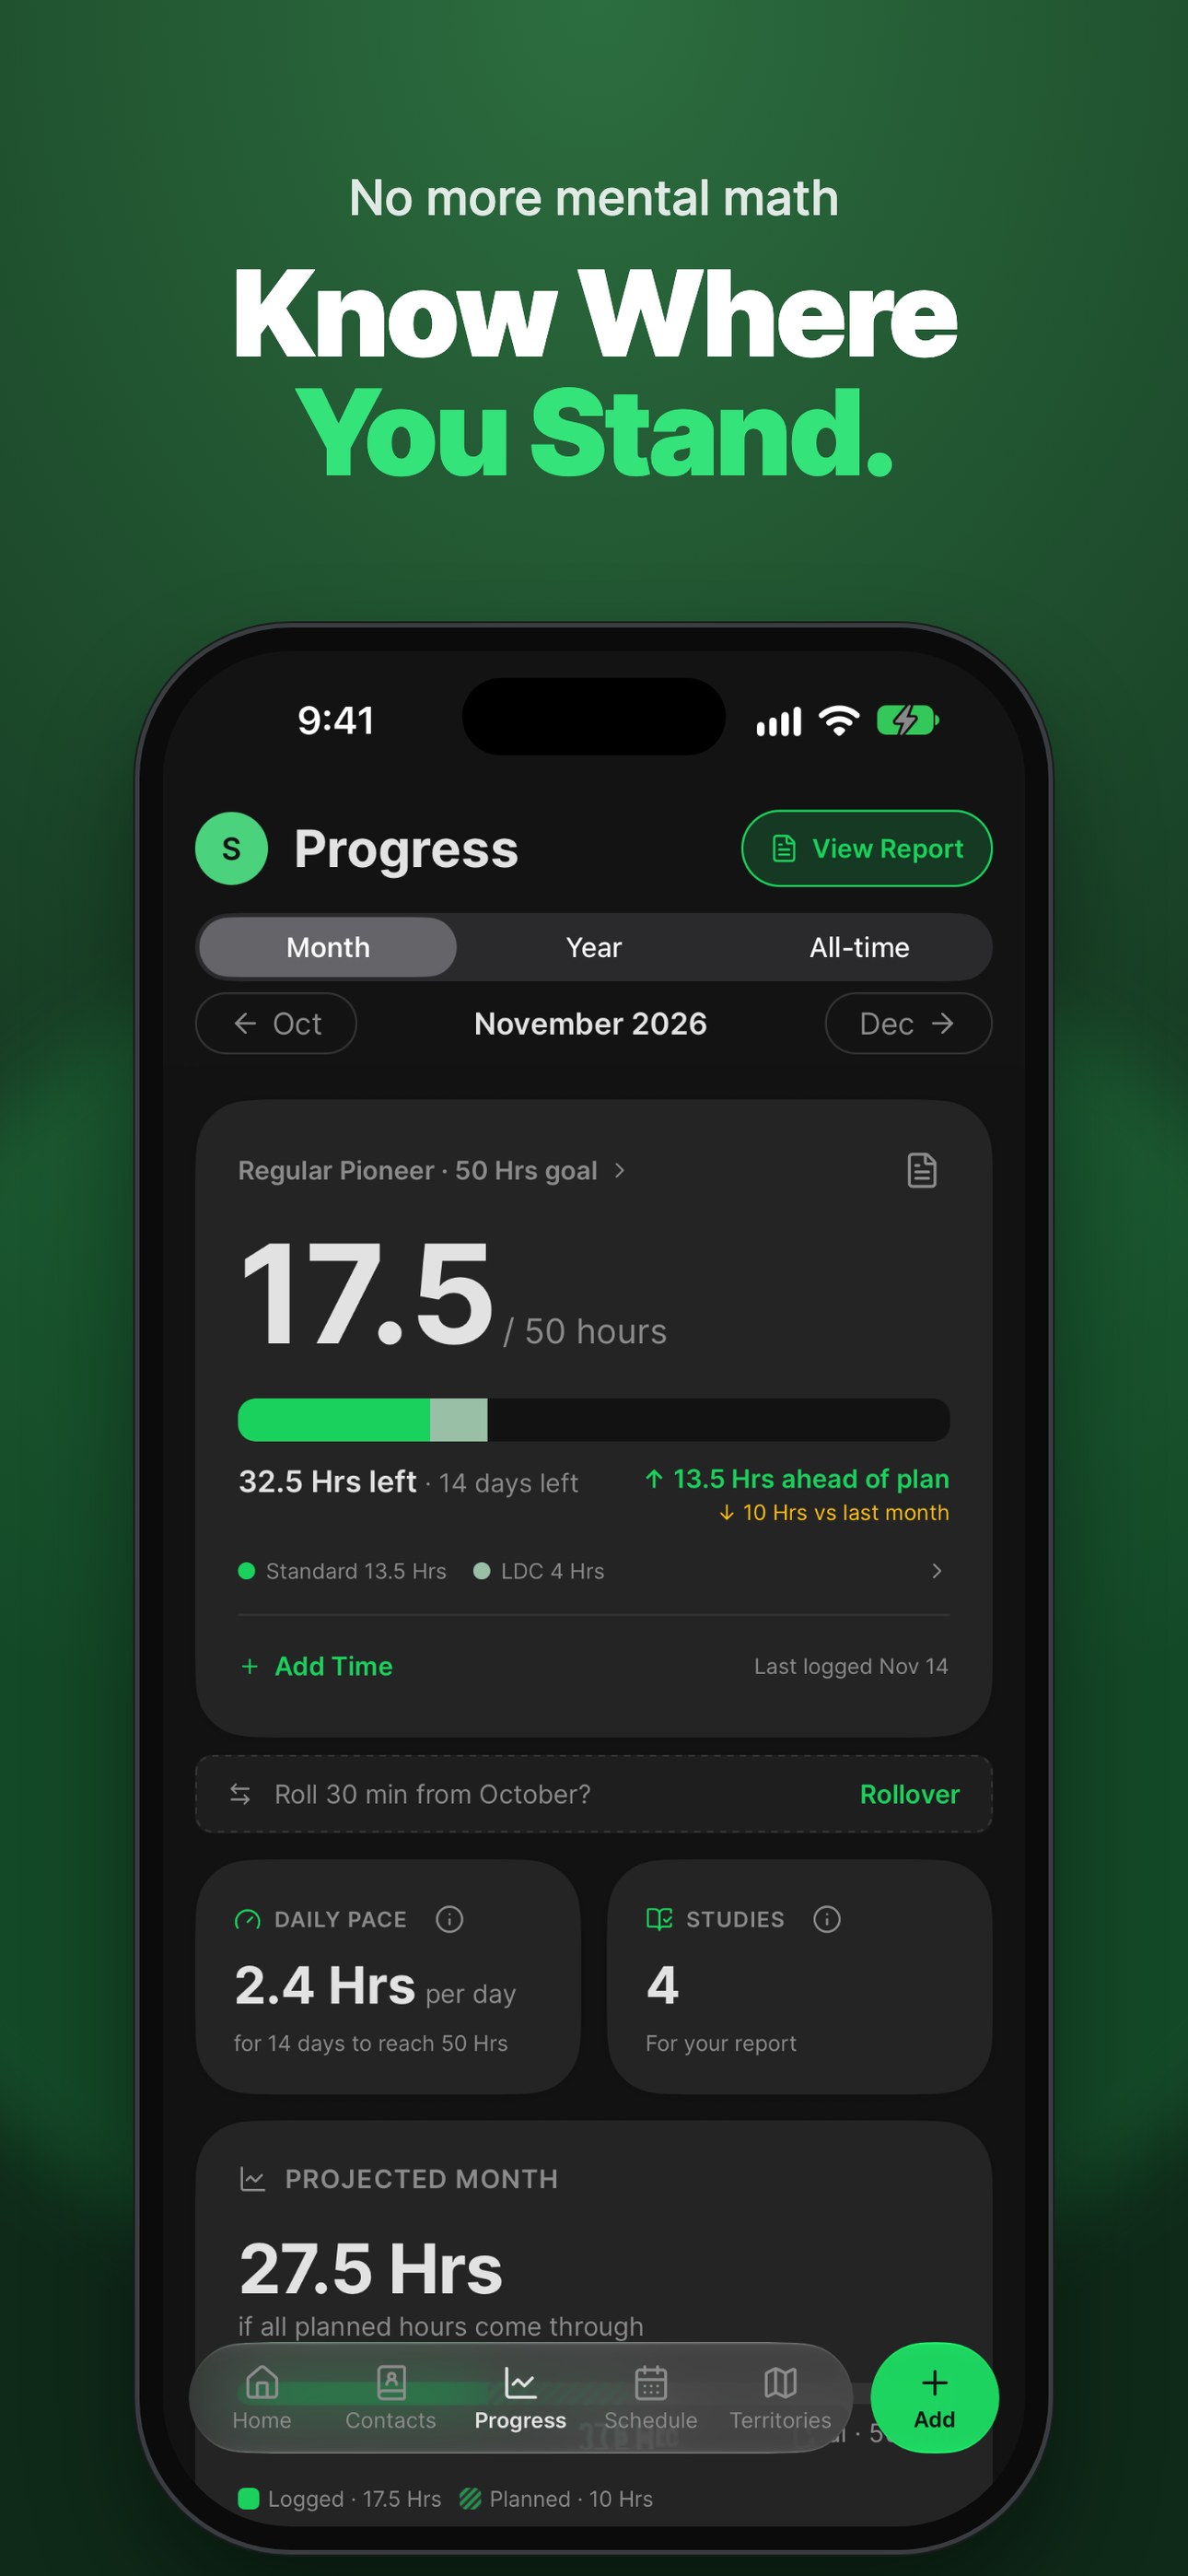 No more mental math
Know Where
You Stand.
9:41
S Progress View Report
Month Year All-time
← Oct November 2026 Dec →
Regular Pioneer · 50 Hrs goal >
17.5 / 50 hours
32.5 Hrs left · 14 days left ↑ 13.5 Hrs ahead of plan
↓ 10 Hrs vs last month
Standard 13.5 Hrs LDC 4 Hrs >
+ Add Time Last logged Nov 14
Roll 30 min from October? Rollover
DAILY PACE
2.4 Hrs per day
for 14 days to reach 50 Hrs
STUDIES
4
For your report
PROJECTED MONTH
27.5 Hrs
if all planned hours come through
Home Contacts Progress Schedule Territories Add
Logged · 17.5 Hrs Planned · 10 Hrs